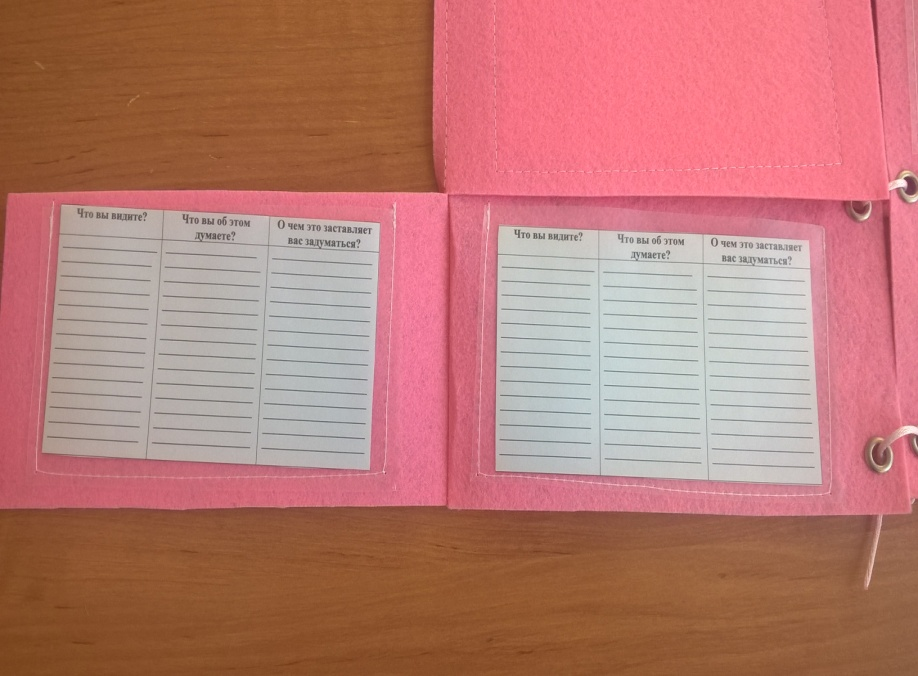 Что вы видите?
Что вы об этом
думаете?
О чем это заставляет
вас задуматься?
Что вы видите?
Что вы об этом
думаете?
О чем это заставляет
вас задуматься?